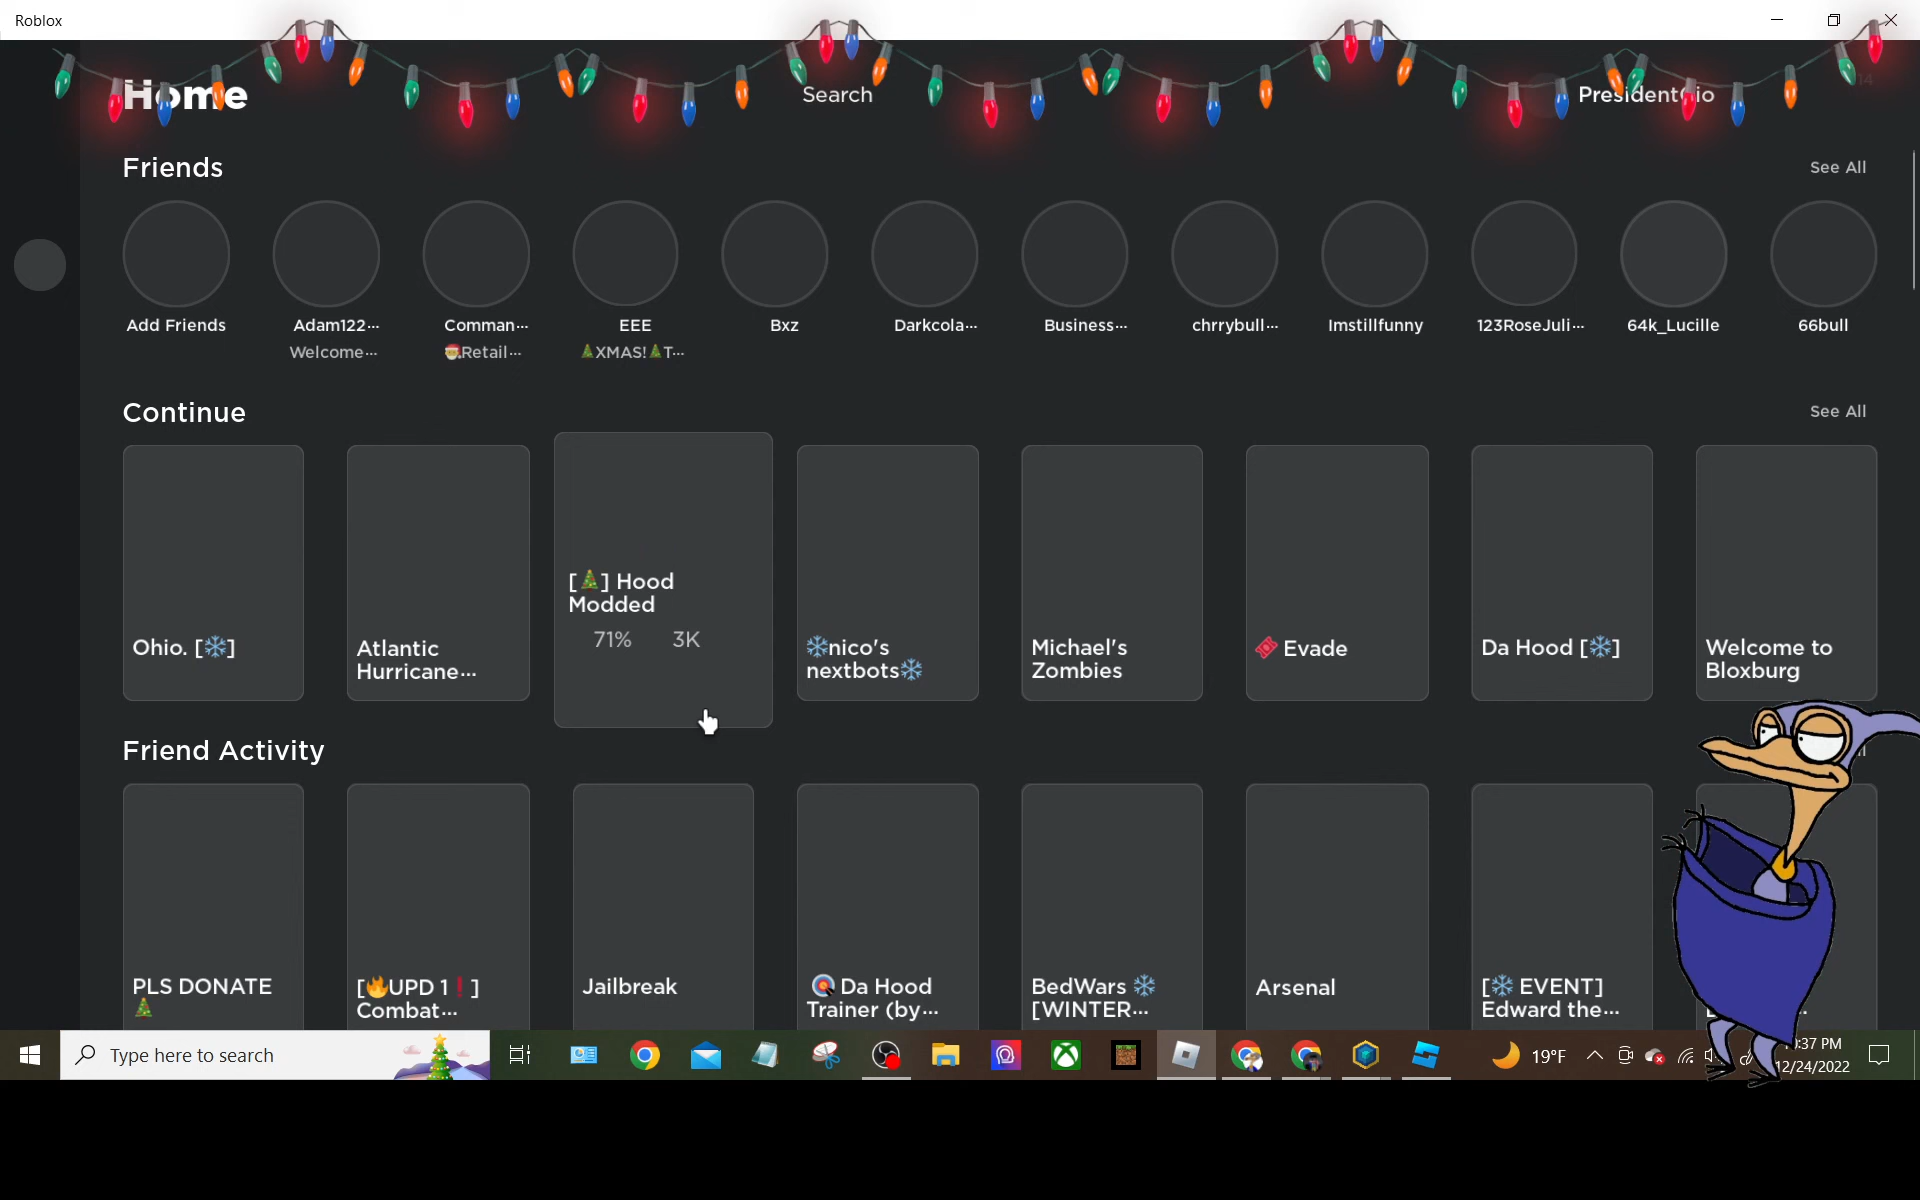 Roblox
Home
Search
14
Friends
See All
Add Friends
Adam122...
Comman...
EEE
Bxz
Darkcola...
Business...
chrrybull...
Imstillfunny
123RoseJuli...
64k_Lucille
66bull
Welcome...
🎅Retail...
🎄XMAS!🎄T...
Continue
See All
Ohio. [❄️]
Atlantic
Hurricane...
[🎄] Hood
Modded
71% 3K
❄️nico's
nextbots❄️
Michael's
Zombies
🎟️ Evade
Da Hood [❄️]
Welcome to
Bloxburg
Friend Activity
PLS DONATE
🎄
[🔥UPD 1❗]
Combat...
Jailbreak
🎯 Da Hood
Trainer (by...
BedWars ❄️
[WINTER...
Arsenal
[❄️ EVENT]
Edward the...
Type here to search
19°F
:37 PM
12/24/2022